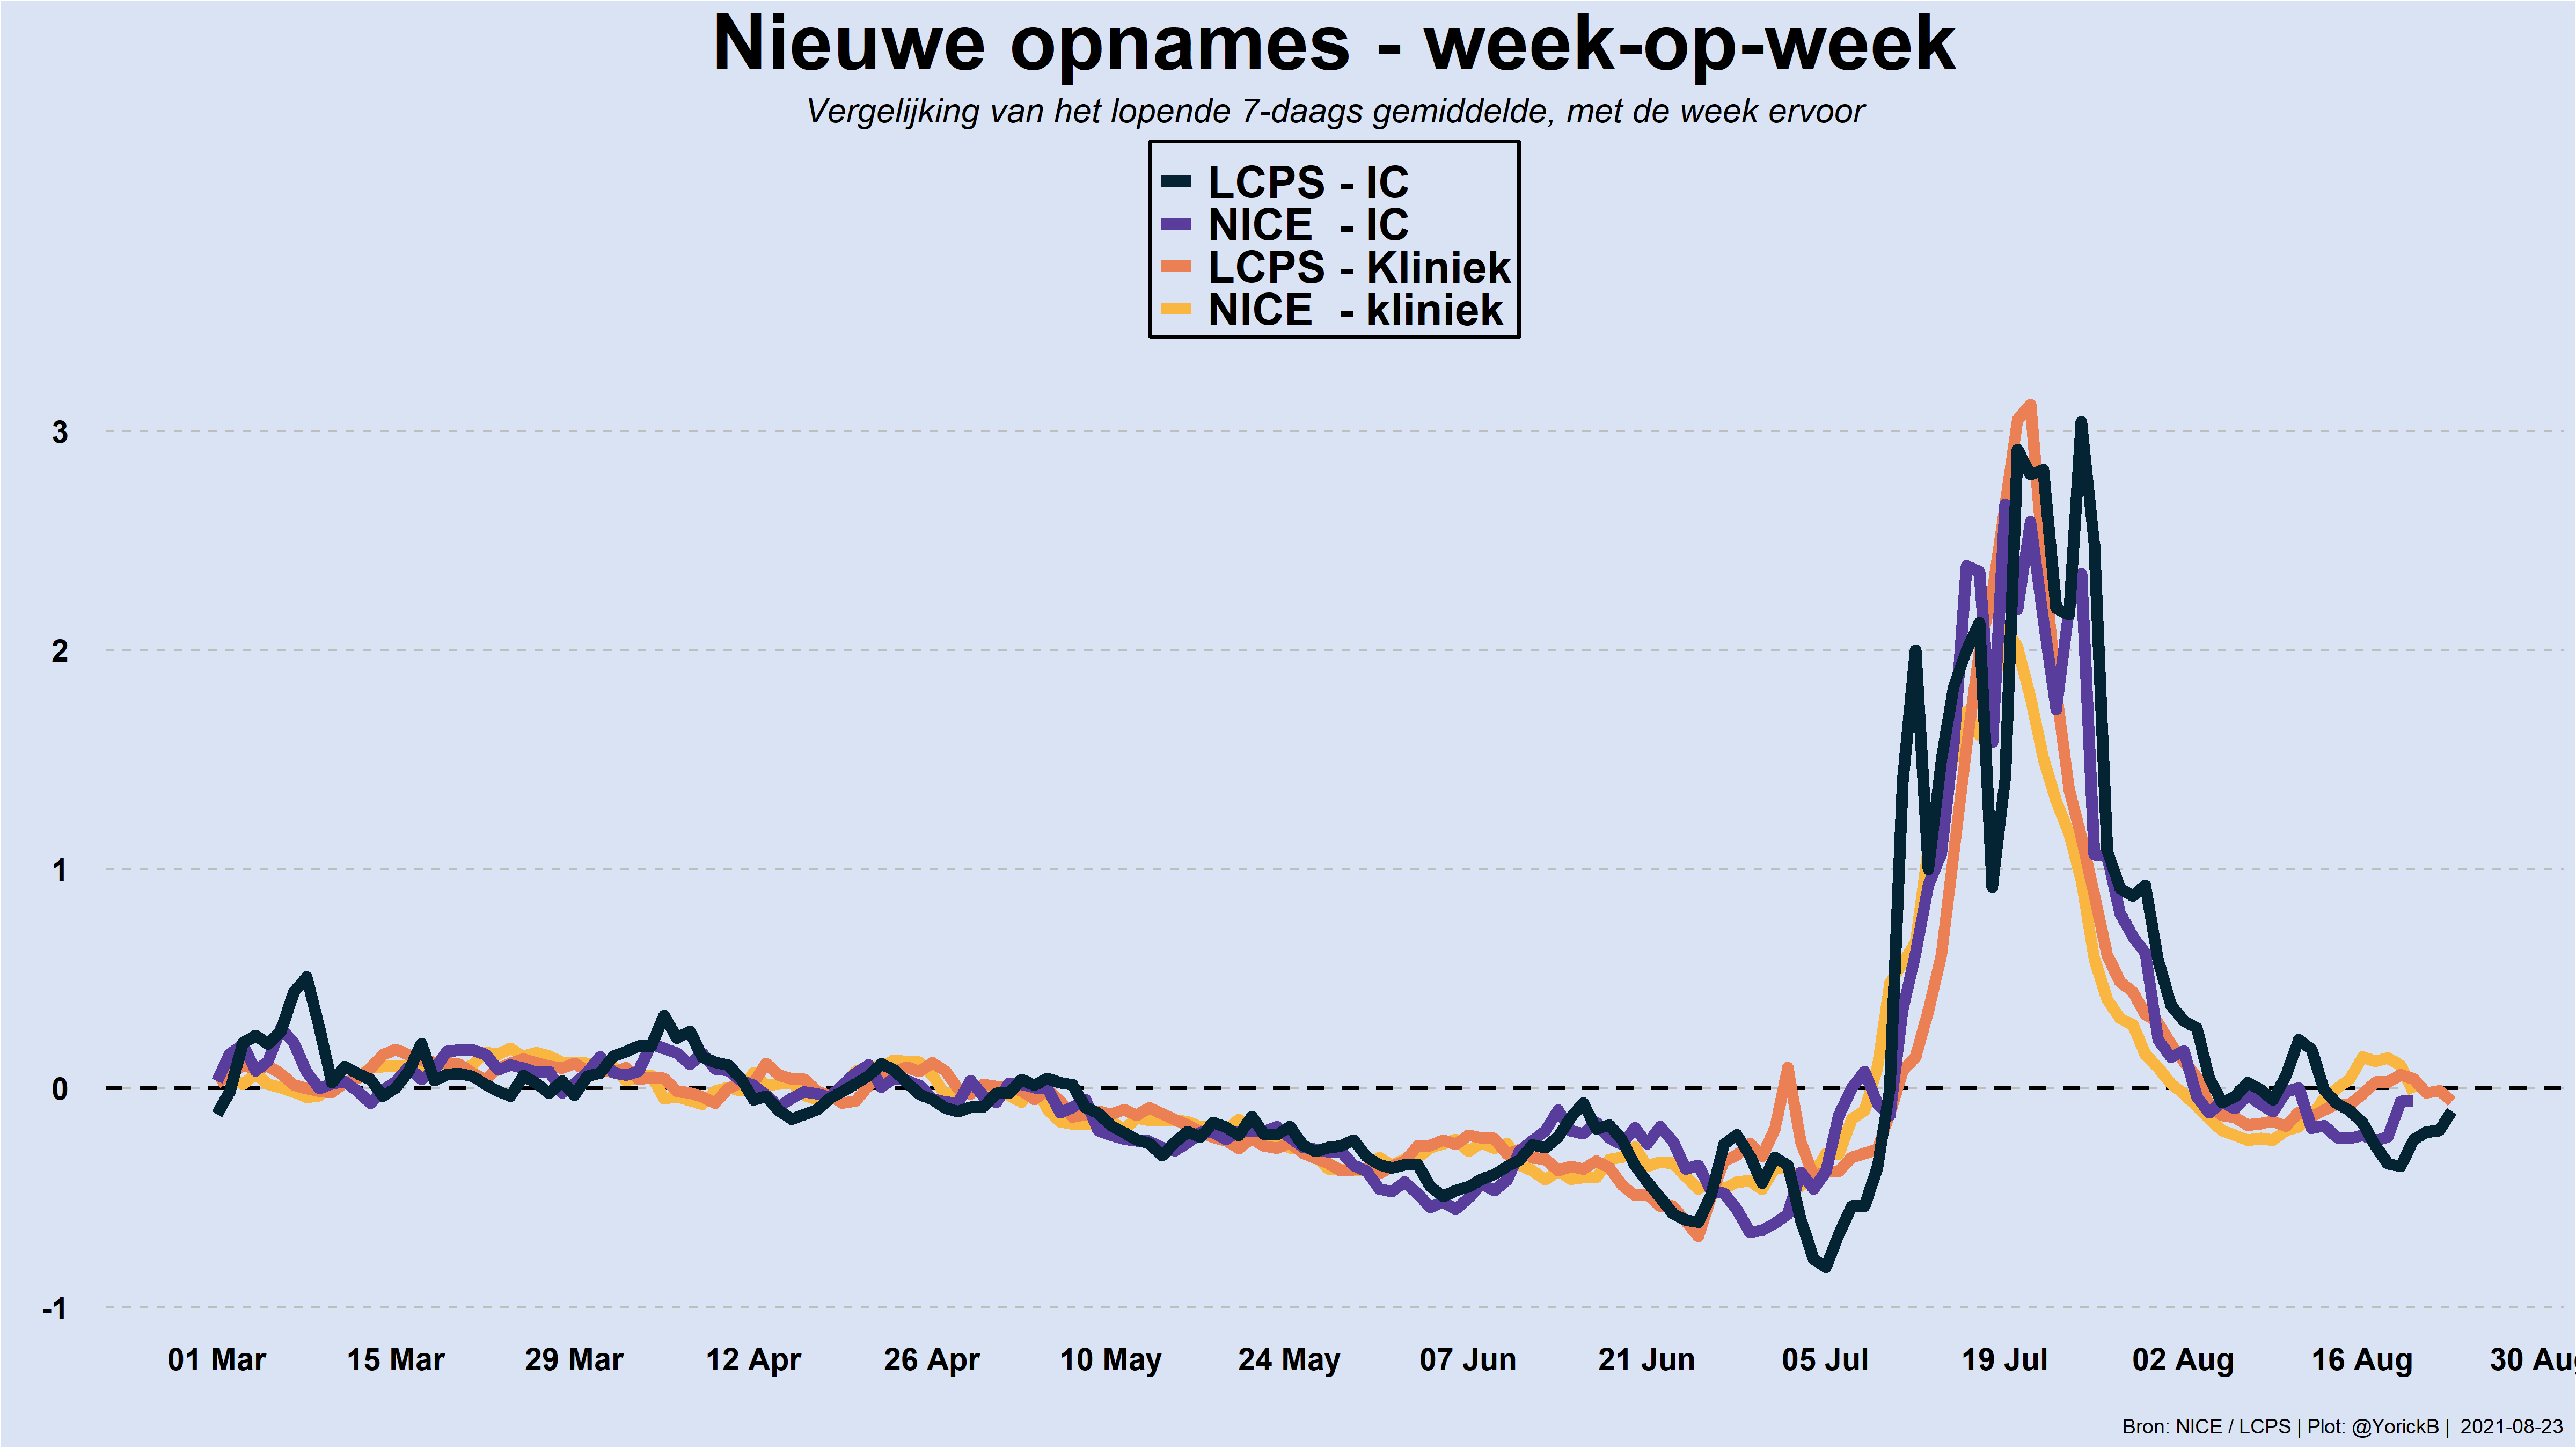 Nieuwe opnames - week-op-week
Vergelijking van het lopende 7-daags gemiddelde, met de week ervoor
LCPS - IC
NICE - IC
LCPS - Kliniek
NICE - kliniek
3
2
1
0
-1
01 Mar 15 Mar 29 Mar 12 Apr 26 Apr 10 May 24 May 07 Jun 21 Jun 05 Jul 19 Jul 02 Aug 16 Aug 30 Aug
Bron: NICE / LCPS | Plot: @YorickB | 2021-08-23